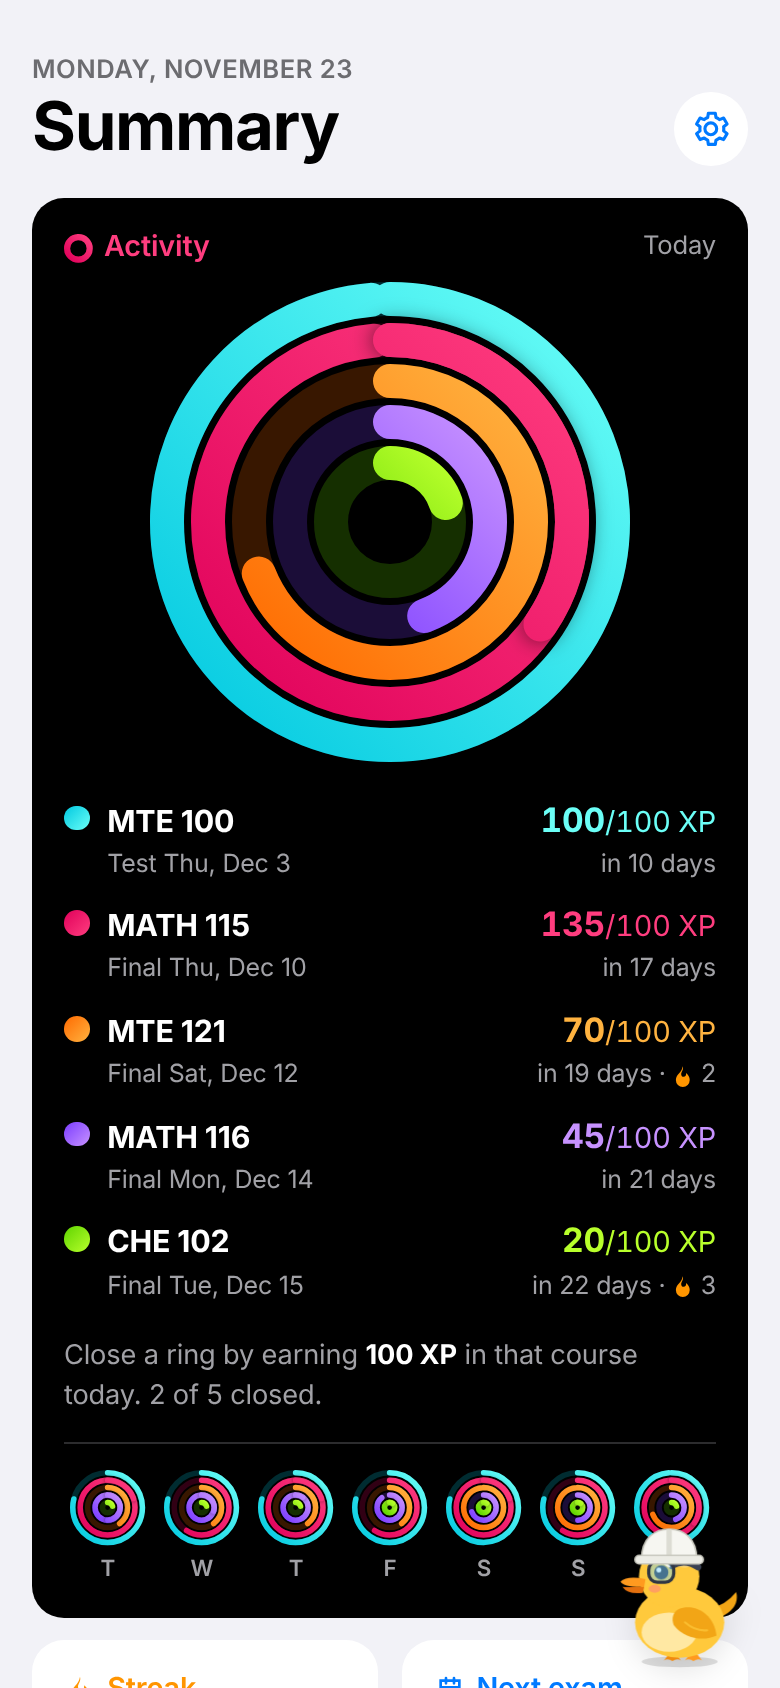 MONDAY, NOVEMBER 23
Summary
Activity
Today
MTE 100
100/100 XP
Test Thu, Dec 3
in 10 days
MATH 115
135/100 XP
Final Thu, Dec 10
in 17 days
MTE 121
70/100 XP
Final Sat, Dec 12
in 19 days · 2
MATH 116
45/100 XP
Final Mon, Dec 14
in 21 days
CHE 102
20/100 XP
Final Tue, Dec 15
in 22 days · 3
Close a ring by earning 100 XP in that course
today. 2 of 5 closed.
T W T F S S
Streak
Next exam